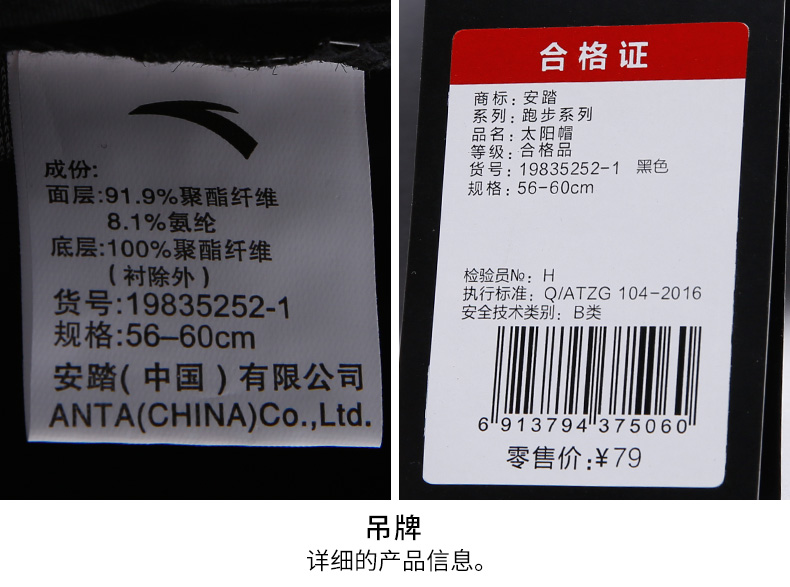 成份:
面层:91.9%聚酯纤维
8.1%氨纶
底层:100%聚酯纤维
(衬除外)
货号:19835252-1
规格:56-60cm
安踏(中国)有限公司
ANTA(CHINA)Co.,Ltd.
合格证
商标:安踏
系列:跑步系列
品名:太阳帽
等级:合格品
货号:19835252-1 黑色
规格:56-60cm
检验员№: H
执行标准: Q/ATZG 104-2016
安全技术类别: B类
6 913794 375060
零售价:¥79
吊牌
详细的产品信息。